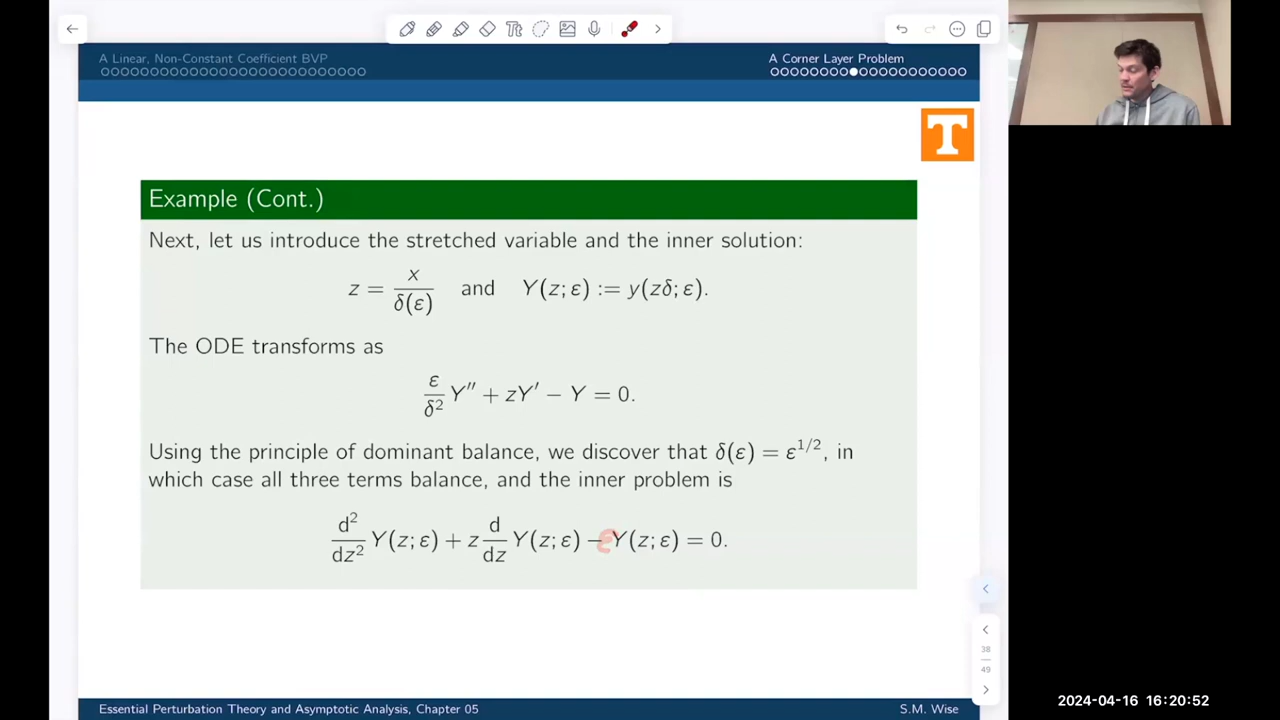 A Linear, Non-Constant Coefficient BVP
A Corner Layer Problem
T
Example (Cont.)
Next, let us introduce the stretched variable and the inner solution:
z = x/δ(ε) and Y(z; ε) := y(zδ; ε).
The ODE transforms as
ε/δ² Y′′ + zY′ − Y = 0.
Using the principle of dominant balance, we discover that δ(ε) = ε^{1/2}, in
which case all three terms balance, and the inner problem is
d²/dz² Y(z; ε) + z d/dz Y(z; ε) − Y(z; ε) = 0.
38
49
Essential Perturbation Theory and Asymptotic Analysis, Chapter 05
S.M. Wise
2024-04-16 16:20:52